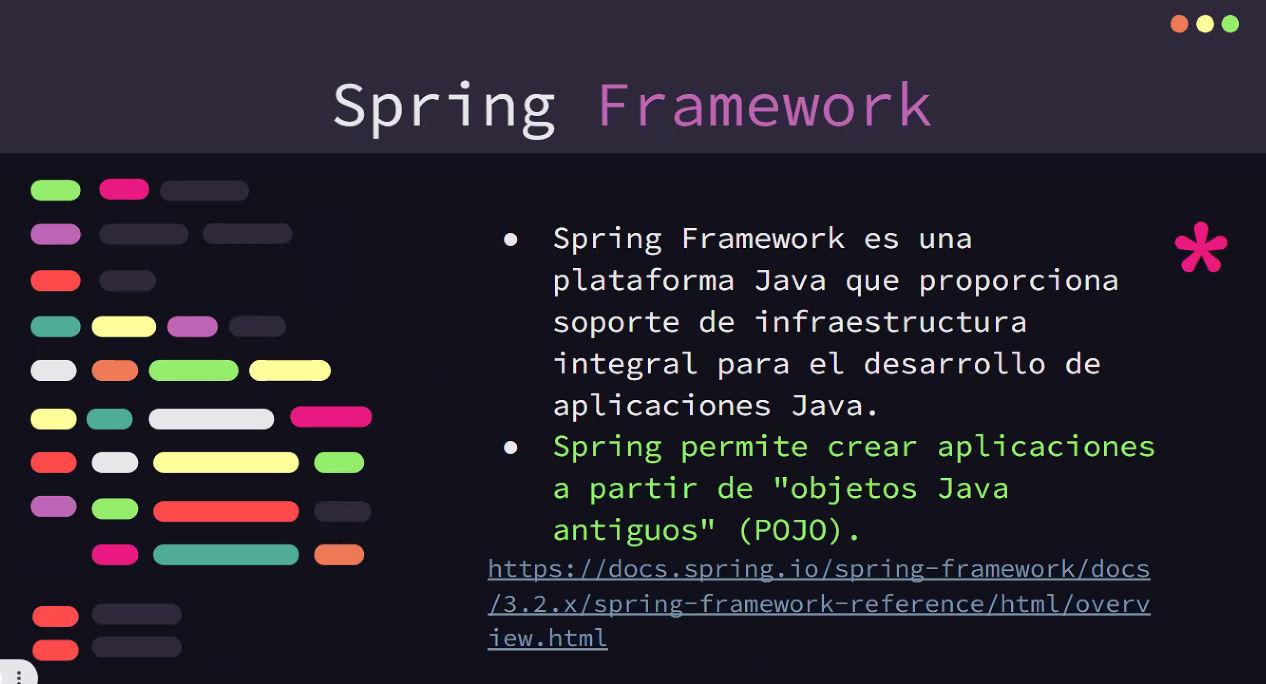 Spring Framework
● Spring Framework es una
plataforma Java que proporciona
soporte de infraestructura
integral para el desarrollo de
aplicaciones Java.
● Spring permite crear aplicaciones
a partir de "objetos Java
antiguos" (POJO).
https://docs.spring.io/spring-framework/docs
/3.2.x/spring-framework-reference/html/overv
iew.html